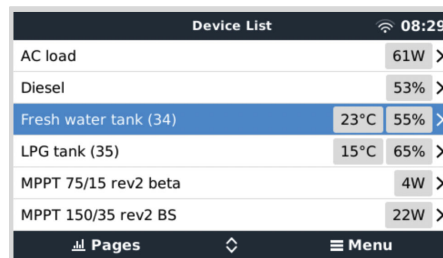 Device List 08:29
AC load 61W
Diesel 53%
Fresh water tank (34) 23°C 55%
LPG tank (35) 15°C 65%
MPPT 75/15 rev2 beta 4W
MPPT 150/35 rev2 BS 22W
Pages Menu